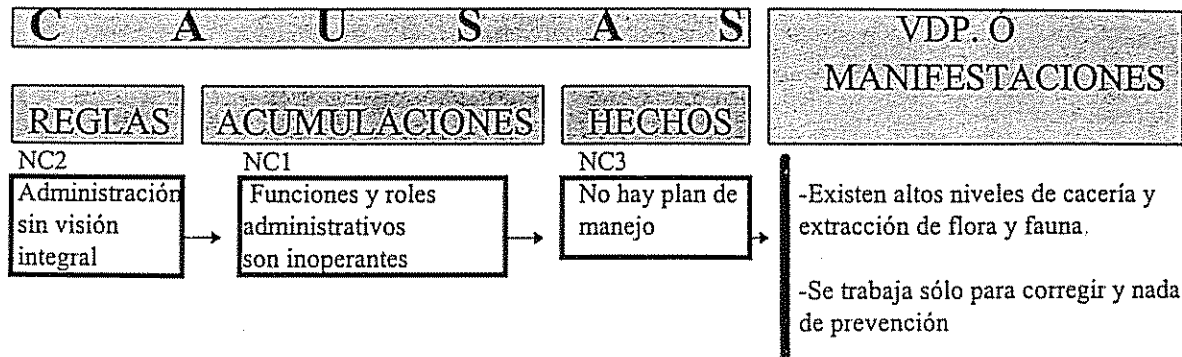 C A U S A S
VDP. Ó
MANIFESTACIONES
REGLAS
ACUMULACIONES
HECHOS
NC2
Administración
sin visión
integral
NC1
Funciones y roles
administrativos
son inoperantes
NC3
No hay plan de
manejo
-Existen altos niveles de cacería y
extracción de flora y fauna.
-Se trabaja sólo para corregir y nada
de prevención